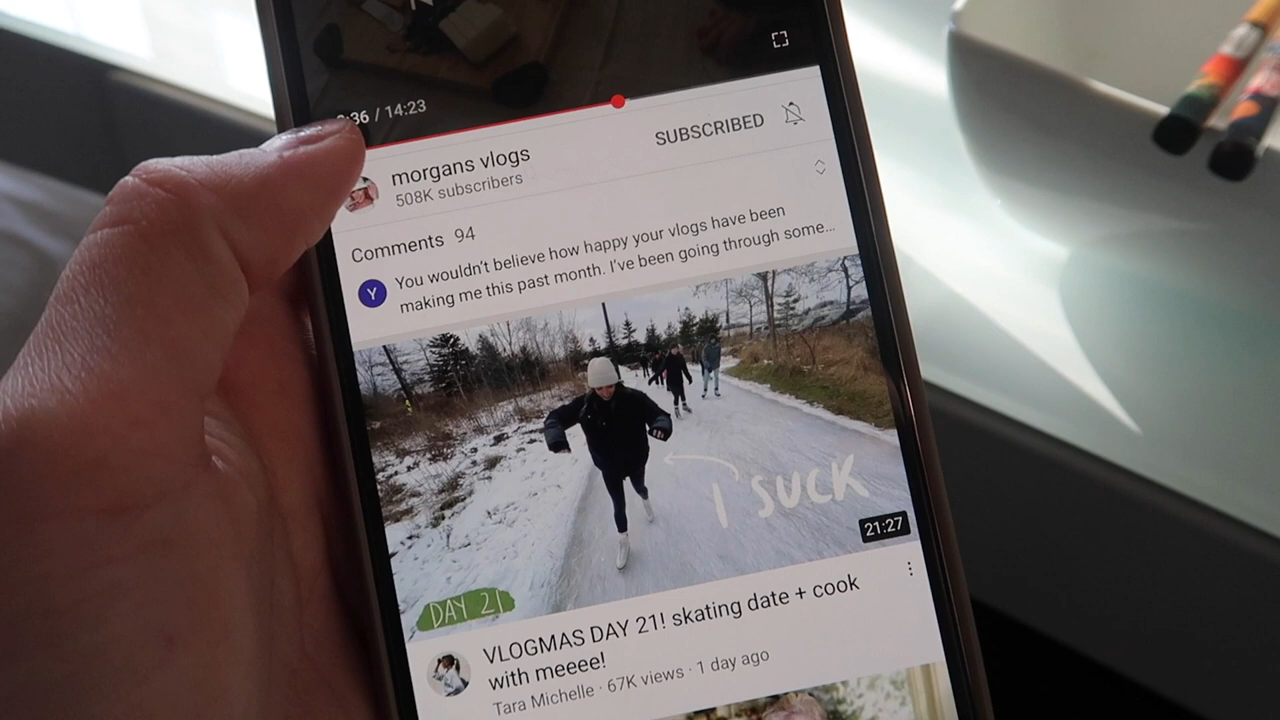 :36 / 14:23
morgans vlogs
508K subscribers
SUBSCRIBED
Comments 94
Y
You wouldn't believe how happy your vlogs have been
making me this past month. I've been going through some...
I SUCK
21:27
DAY 21
VLOGMAS DAY 21! skating date + cook
with meeee!
Tara Michelle · 67K views · 1 day ago